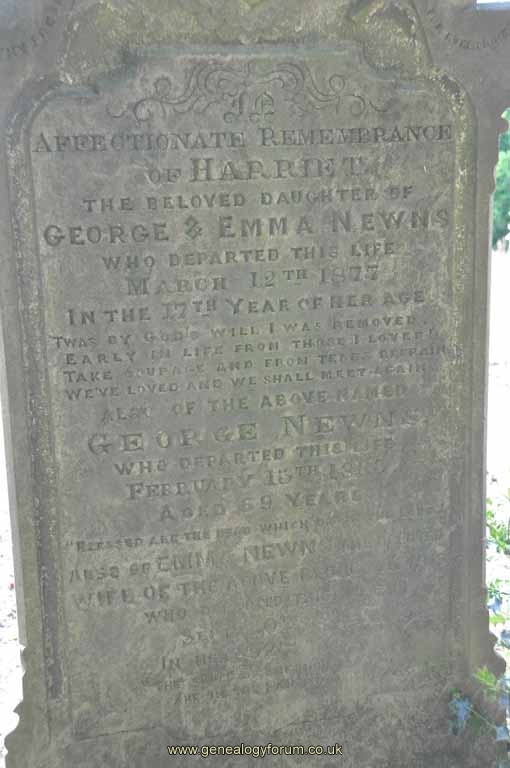 IN
AFFECTIONATE REMEMBRANCE
OF HARRIET,
THE BELOVED DAUGHTER OF
GEORGE & EMMA NEWNS
WHO DEPARTED THIS LIFE
MARCH 12TH 1877
IN THE 17TH YEAR OF HER AGE.
'TWAS BY GOD'S WILL I WAS REMOVED,
EARLY IN LIFE FROM THOSE I LOVED,
TAKE COURAGE AND FROM TEARS REFRAIN
WE'VE LOVED AND WE SHALL MEET AGAIN
ALSO OF THE ABOVE NAMED
GEORGE NEWNS,
WHO DEPARTED THIS LIFE
FEBRUARY 15TH
AGED 69 YEARS
"BLESSED ARE THE DEAD WHICH
ALSO OF EMMA NEWNS
WIFE OF THE ABOVE
WHO
IN HER
www.genealogyforum.co.uk